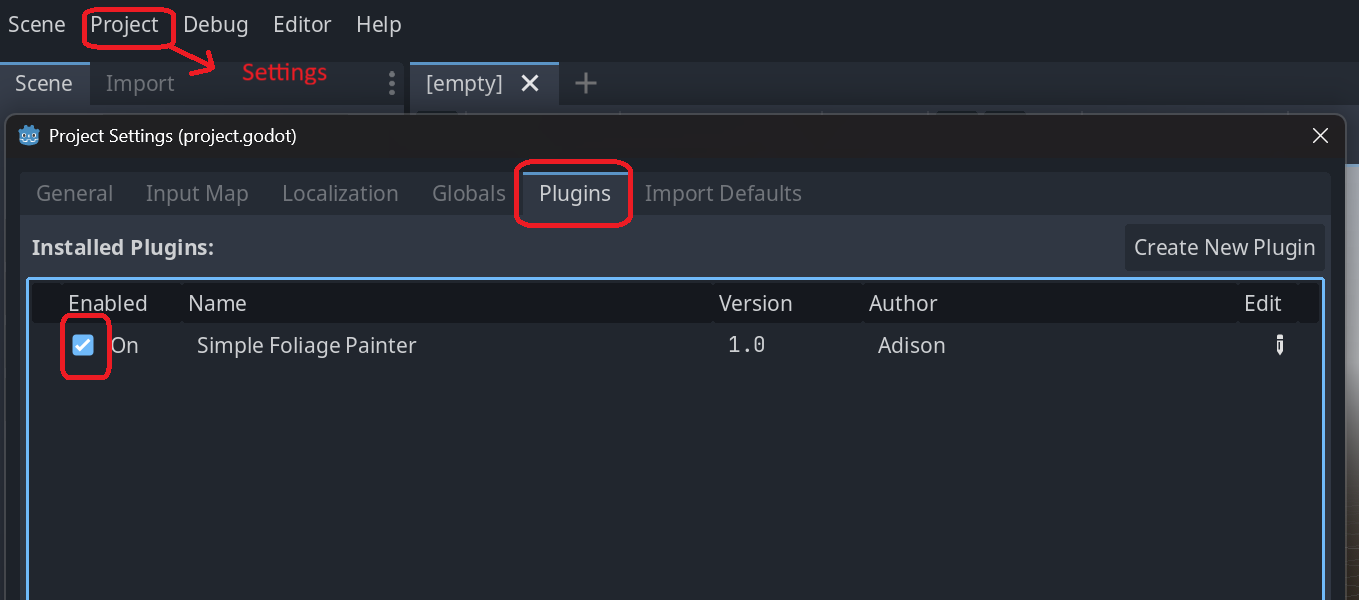 Scene Project Debug Editor Help
Settings
Scene Import [empty]
Project Settings (project.godot)
General Input Map Localization Globals Plugins Import Defaults
Installed Plugins: Create New Plugin
Enabled Name Version Author Edit
On Simple Foliage Painter 1.0 Adison